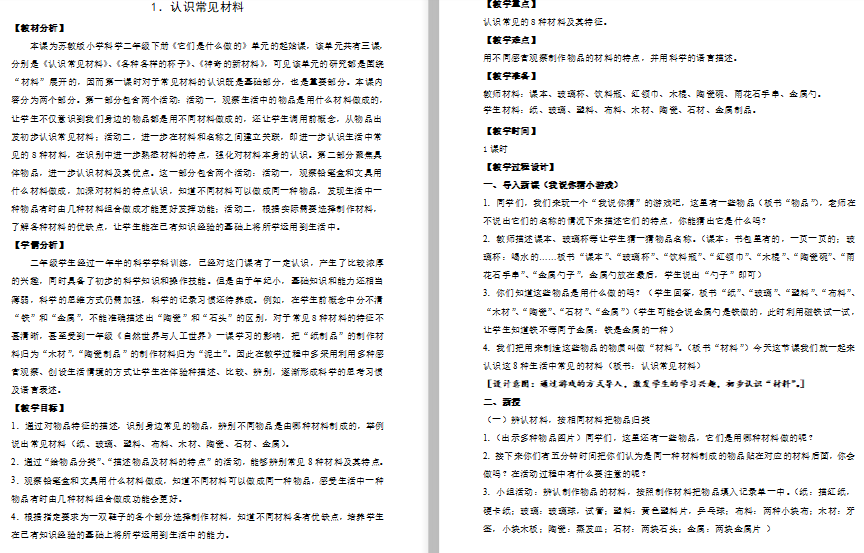 1．认识常见材料
【教材分析】
本课为苏教版小学科学二年级下册《它们是什么做的》单元的起始课，该单元共有三课，
分别是《认识常见材料》、《各种各样的杯子》、《神奇的新材料》，可见该单元的研究都是围绕
“材料”展开的，因而第一课时对于常见材料的认识既是基础部分，也是重要部分。本课内
容分为两个部分。第一部分包含两个活动：活动一，观察生活中的物品是用什么材料做成的，
让学生不仅意识到我们身边的物品都是用不同材料做成的，还让学生调用前概念，从物品出
发初步认识常见材料；活动二，进一步在材料和名称之间建立关联，即进一步认识生活中常
见的8种材料，在识别中进一步熟悉材料的特点，强化对材料本身的认识。第二部分聚焦具
体物品，进一步认识材料及其优点。这一部分包含两个活动：活动一，观察铅笔盒和文具用
什么材料做成，加深对材料的特点认识，知道不同材料可以做成同一种物品，发现生活中一
种物品有时由几种材料组合做成才能更好发挥功能；活动二，根据实际需要选择制作材料，
了解各种材料的优缺点，让学生能在已有知识经验的基础上将所学运用到生活中。
【学情分析】
二年级学生经过一年半的科学学科训练，已经对这门课有了一定认识，产生了比较浓厚
的兴趣，同时具备了初步的科学知识和操作技能。但是由于年纪小，基础知识和能力还相当
薄弱，科学的思维方式仍需加强，科学的记录习惯还待养成。例如，在学生前概念中分不清
“铁”和“金属”，不能准确描述出“陶瓷”和“石头”的区别，对于常见8种材料的特征不
甚清晰，甚至受到一年级《自然世界与人工世界》一课学习的影响，把“纸制品”的制作材
料归为“木材”，“陶瓷制品”的制作材料归为“泥土”。因此在教学过程中多采用利用多种感
官观察、创设生活情境的方式让学生在体验种描述、比较、辨别，逐渐形成科学的思考习惯
及语言表述。
【教学目标】
1．通过对物品特征的描述，识别身边常见的物品，辨别不同物品是由哪种材料制成的，举例
说出常见材料（纸、玻璃、塑料、布料、木材、陶瓷、石材、金属）。
2．通过“给物品分类”、“描述物品及材料的特点”的活动，能够辨别常见8种材料及其特点。
3．观察铅笔盒和文具用什么材料做成，知道不同材料可以做成同一种物品，感受生活中一种
物品有时由几种材料组合做成功能会更好。
4．根据指定要求为一双鞋子的各个部分选择制作材料，知道不同材料各有优缺点，培养学生
在已有知识经验的基础上将所学运用到生活中的能力。
【教学重点】
认识常见的8种材料及其特征。
【教学难点】
用不同感官观察制作物品的材料的特点，并用科学的语言描述。
【教学准备】
教师材料：课本、玻璃杯、饮料瓶、红领巾、木棍、陶瓷碗、雨花石手串、金属勺。
学生材料：纸、玻璃、塑料、布料、木材、陶瓷、石材、金属制品。
【教学时间】
1课时
【教学过程设计】
一、导入新课（我说你猜小游戏）
1．同学们，我们来玩一个“我说你猜”的游戏吧，这里有一些物品（板书“物品”），老师在
不说出它们的名称的情况下来描述它们的特点，你能猜出它是什么吗？
2．教师描述课本、玻璃杯等让学生猜一猜物品名称。（课本：书包里有的，一页一页的；玻
璃杯：喝水的……板书“课本”、“玻璃杯”、“饮料瓶”、“红领巾”、“木棍”、“陶瓷碗”、“雨
花石手串”、“金属勺子”，金属勺放在最后，学生说出“勺子”即可）
3．你们知道这些物品是用什么做的吗？（学生回答，板书“纸”、“玻璃”、“塑料”、“布料”、
“木材”、“陶瓷”、“石材”、“金属”）（学生可能会说金属勺是铁做的，此时利用磁铁试一试，
让学生知道铁不等同于金属：铁是金属的一种）
4．我们把用来制造这些物品的物质叫做“材料”。（板书“材料”）今天这节课我们就一起来
认识这8种生活中常见的材料（板书：认识常见材料）
[设计意图：通过游戏的方式导入，激发学生的学习兴趣，初步认识“材料”。]
二、新授
（一）辨认材料，按相同材料把物品归类
1.（出示多种物品图片）同学们，这里还有一些物品，它们是用哪种材料做的呢？
2．接下来你们有五分钟时间把你们认为是同一种材料制成的物品贴在对应的材料后面，你会
做吗？在活动过程中有什么要注意的呢？
3．小组活动：辨认制作物品的材料，按照制作材料把物品填入记录单一中。（纸：描红纸，
硬卡纸；玻璃：玻璃球，试管；塑料：黄色塑料片，乒乓球；布料：两种小块布；木材：牙
签，小块木板；陶瓷：蒸发皿；石材：两块石头；金属：两块金属片）